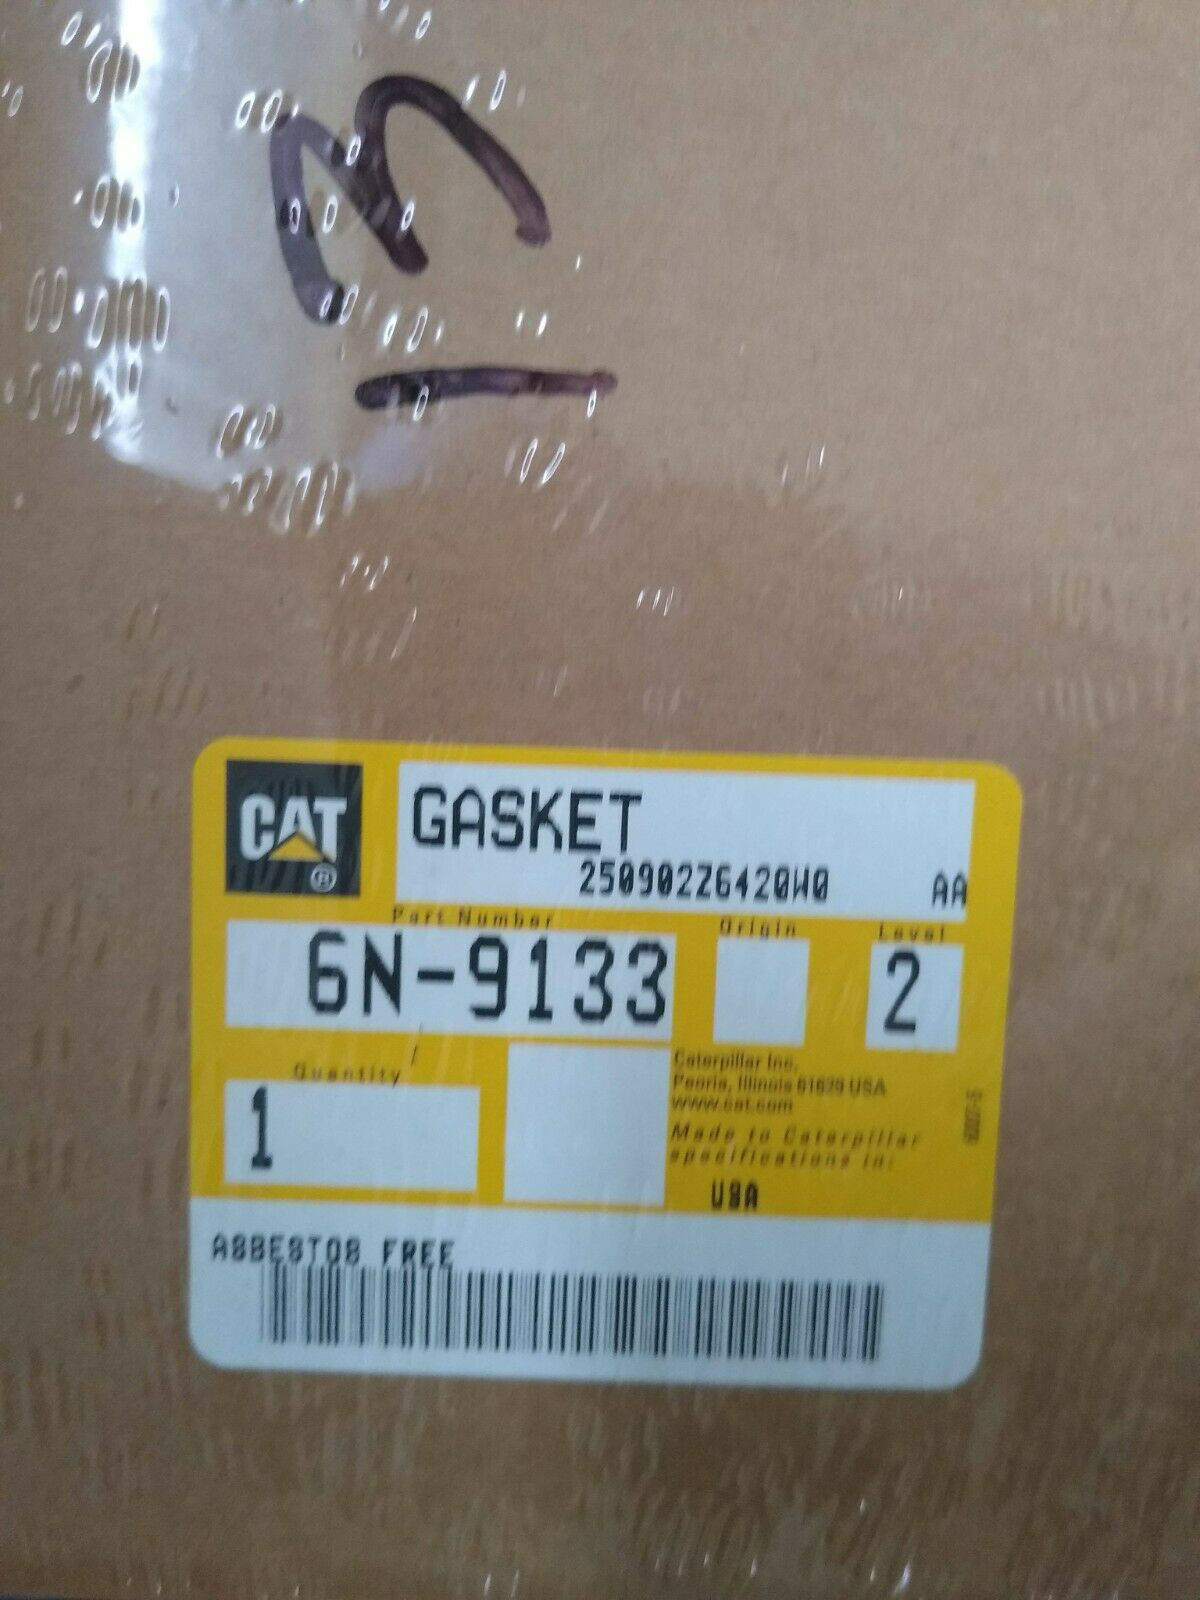 M
CAT
®
GASKET
250902Z6420W0 AA
Part Number
Origin
Level
6N-9133
2
Quantity
1
Caterpillar Inc.
Peoria, Illinois 61629 USA
www.cat.com
Made to Caterpillar
specifications in:
USA
ASBESTOS FREE